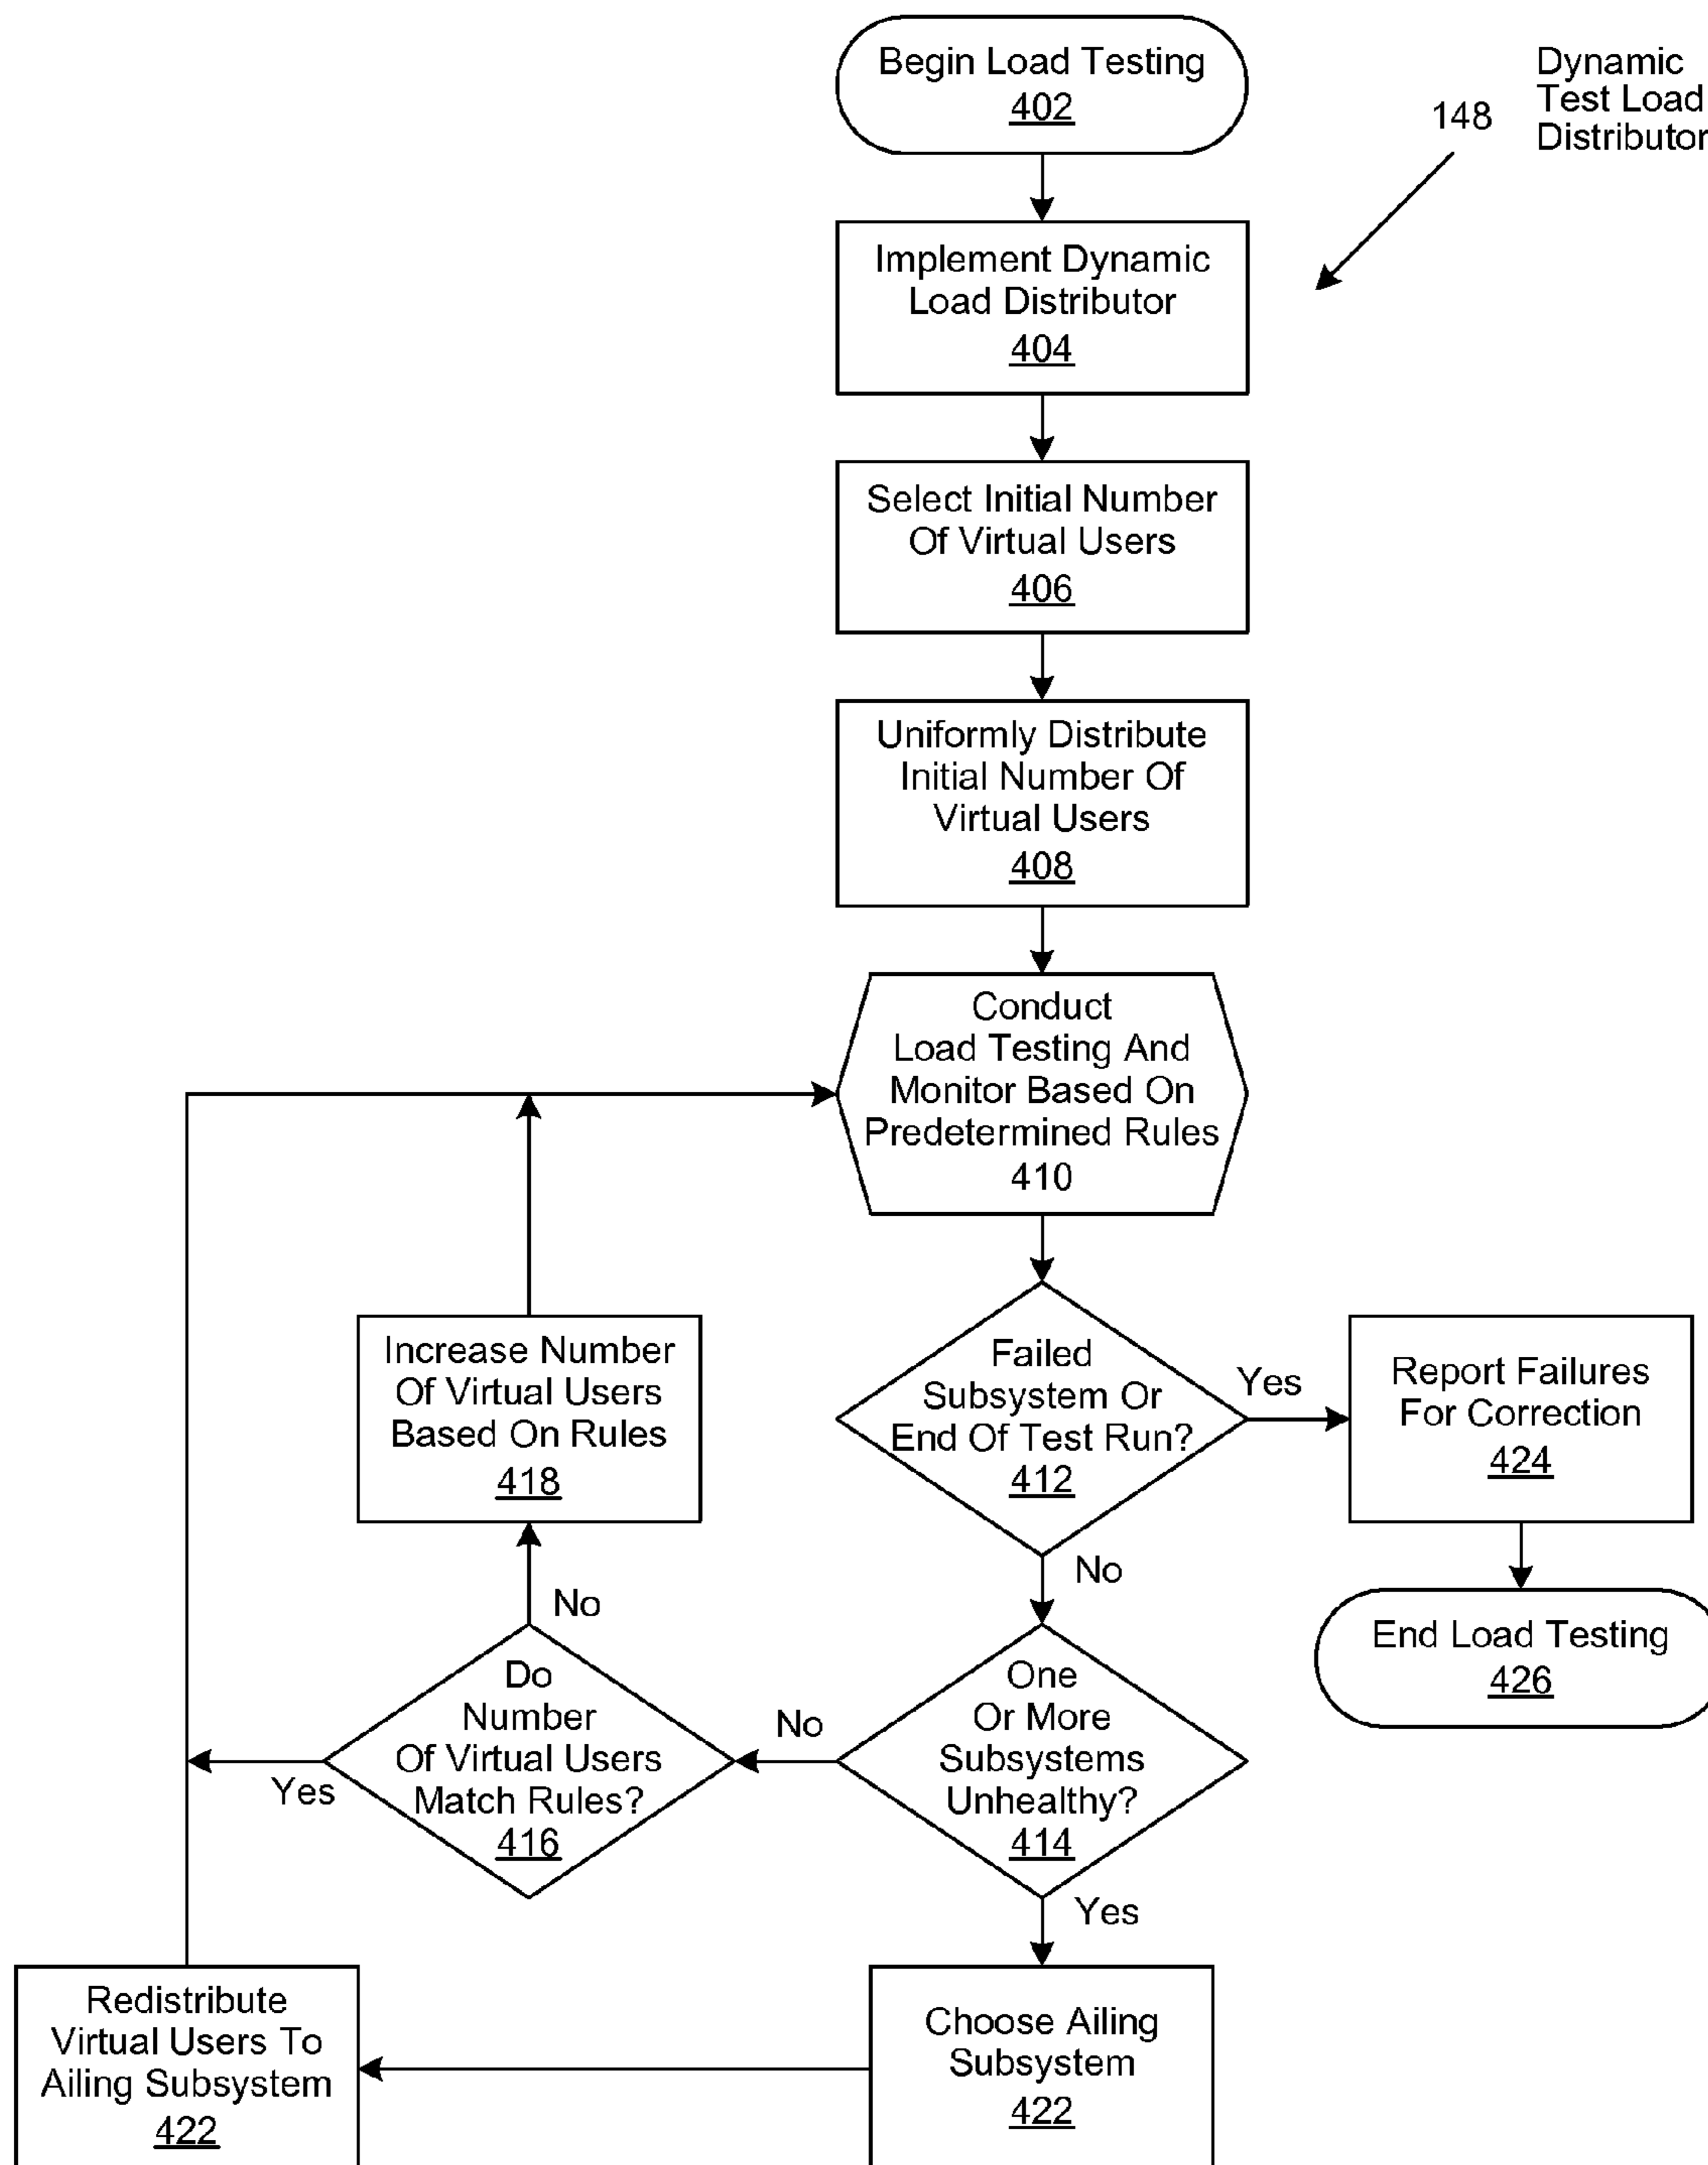 Begin Load Testing
402
Dynamic
Test Load
Distributor
148
Implement Dynamic
Load Distributor
404
Select Initial Number
Of Virtual Users
406
Uniformly Distribute
Initial Number Of
Virtual Users
408
Conduct
Load Testing And
Monitor Based On
Predetermined Rules
410
Failed
Subsystem Or
End Of Test Run?
412
Yes
Report Failures
For Correction
424
End Load Testing
426
No
One
Or More
Subsystems
Unhealthy?
414
No
Do
Number
Of Virtual Users
Match Rules?
416
No
Increase Number
Of Virtual Users
Based On Rules
418
Yes
Yes
Choose Ailing
Subsystem
422
Redistribute
Virtual Users To
Ailing Subsystem
422